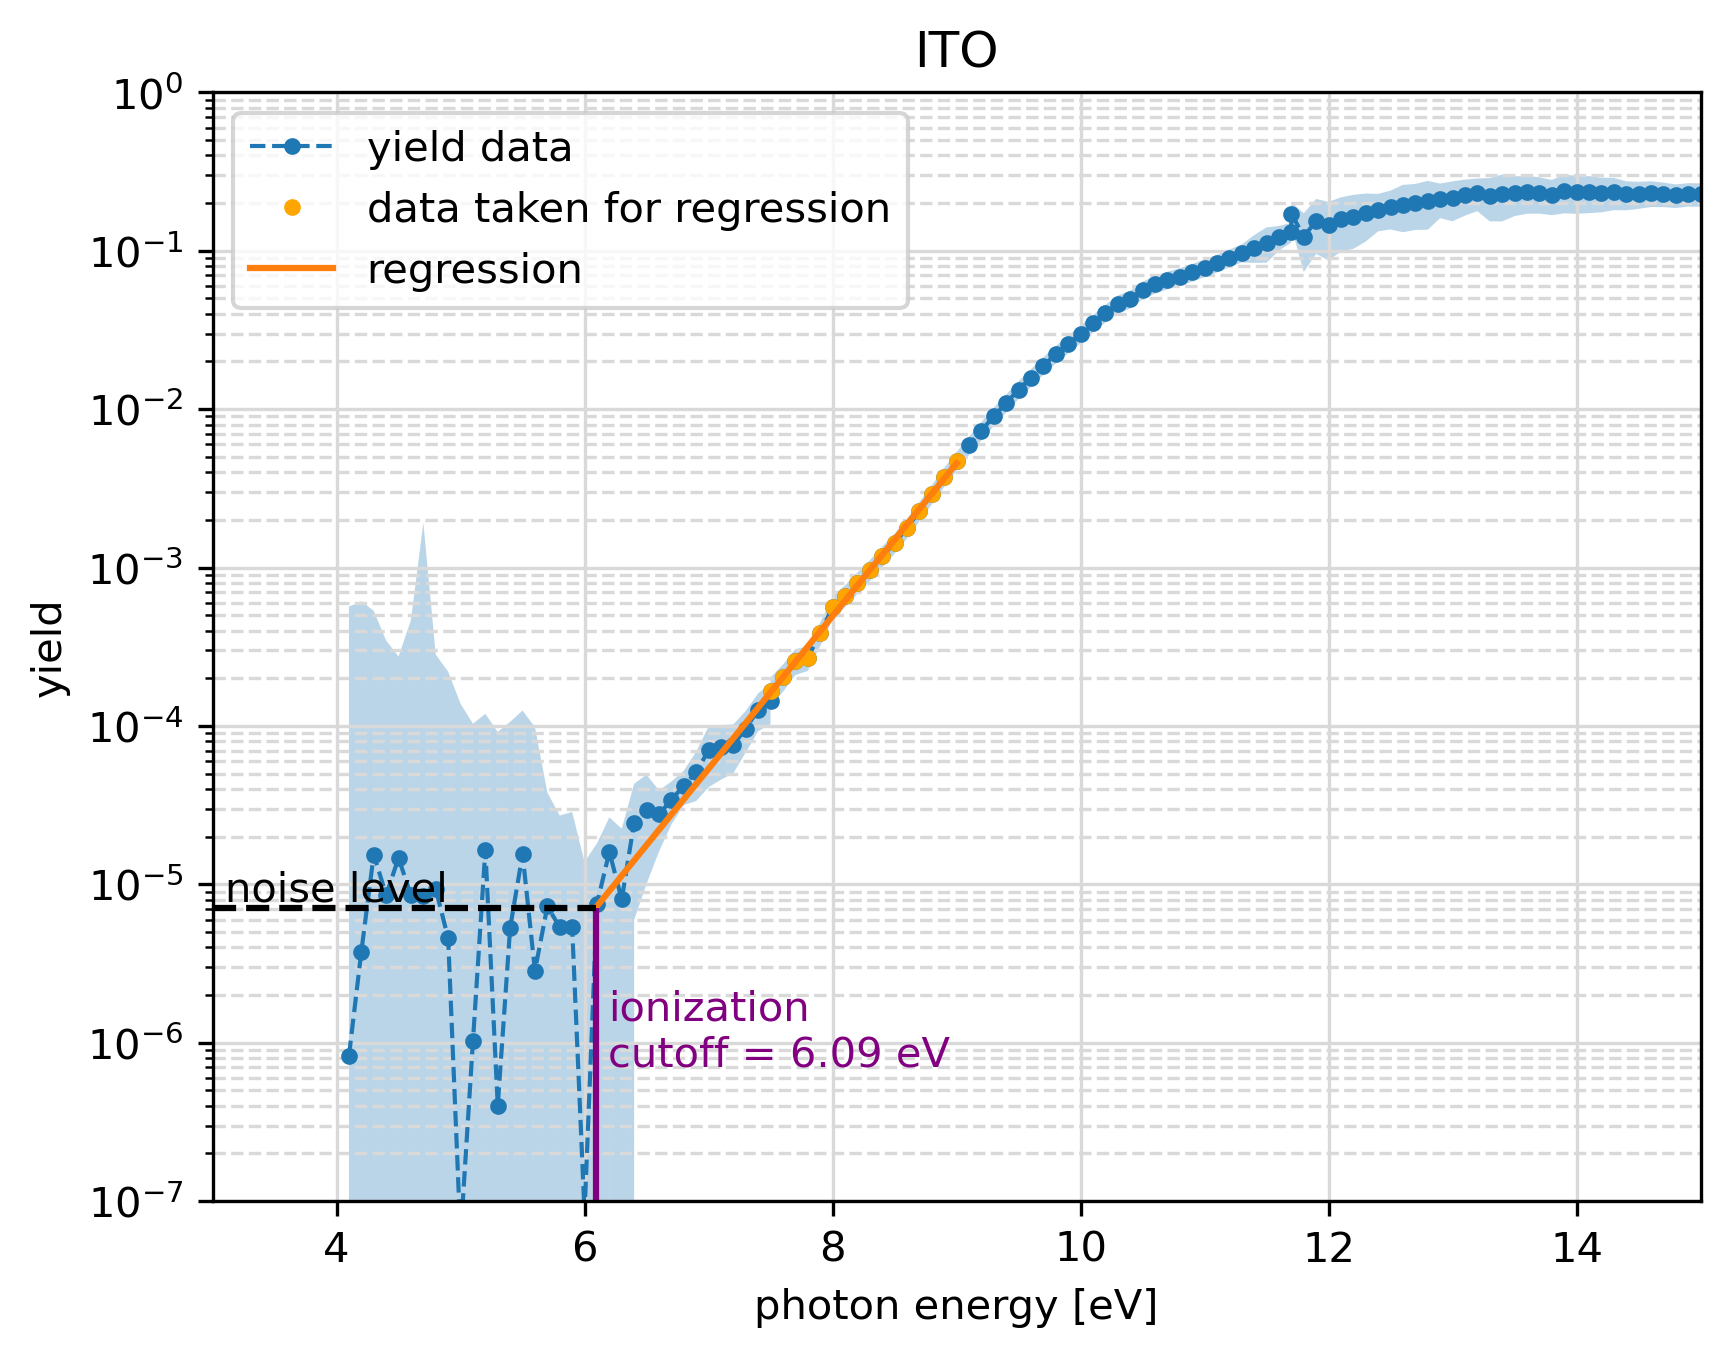 ITO
10⁰
10⁻¹
10⁻²
10⁻³
10⁻⁴
10⁻⁵
10⁻⁶
10⁻⁷
yield
yield data
data taken for regression
regression
noise level
ionization
cutoff = 6.09 eV
4 6 8 10 12 14
photon energy [eV]